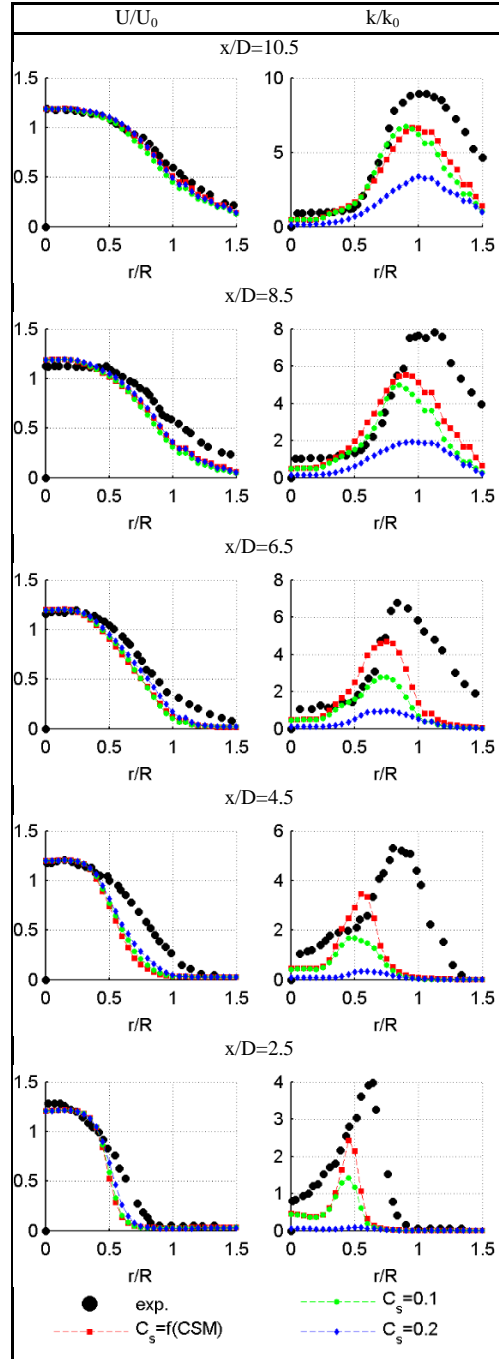 U/U₀ k/k₀
x/D=10.5
1.5 1 0.5 0
0 0.5 1 1.5
r/R
10 5 0
0 0.5 1 1.5
r/R
x/D=8.5
1.5 1 0.5 0
0 0.5 1 1.5
r/R
8 6 4 2 0
0 0.5 1 1.5
r/R
x/D=6.5
1.5 1 0.5 0
0 0.5 1 1.5
r/R
8 6 4 2 0
0 0.5 1 1.5
r/R
x/D=4.5
1.5 1 0.5 0
0 0.5 1 1.5
r/R
6 4 2 0
0 0.5 1 1.5
r/R
x/D=2.5
1.5 1 0.5 0
0 0.5 1 1.5
r/R
4 3 2 1 0
0 0.5 1 1.5
r/R
exp.
C_s=f(CSM)
C_s=0.1
C_s=0.2